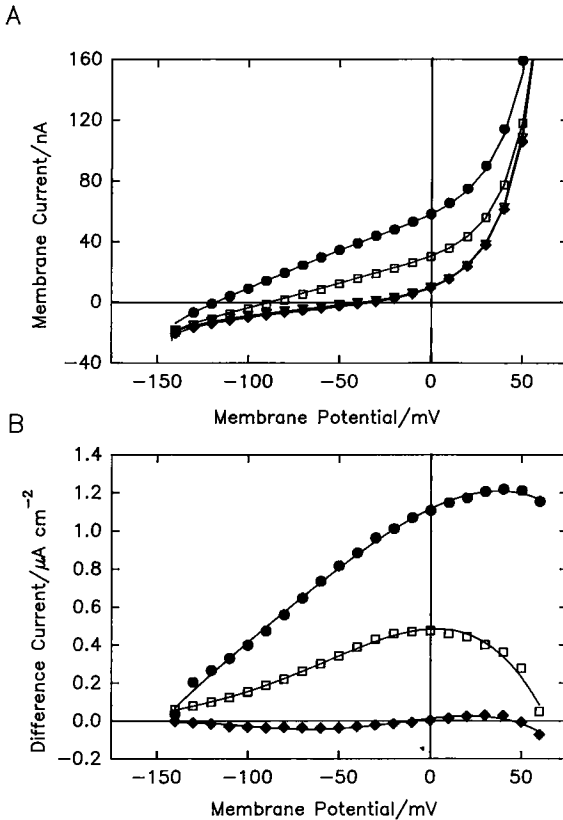 A
160
120
80
40
0
−40
Membrane Current/nA
−150 −100 −50 0 50
Membrane Potential/mV
B
1.4
1.2
1.0
0.8
0.6
0.4
0.2
0.0
−0.2
Difference Current/μA cm⁻²
−150 −100 −50 0 50
Membrane Potential/mV